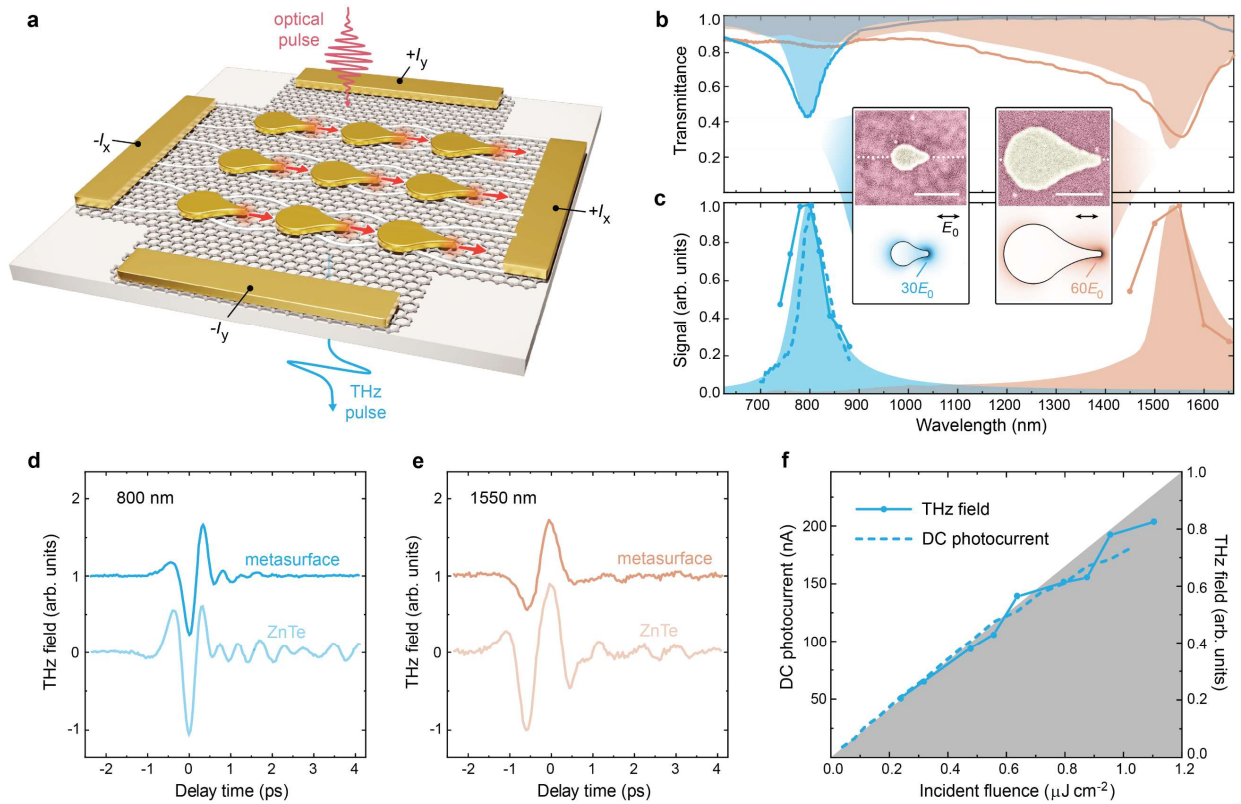 a
optical
pulse
+Iy
-Ix
+Ix
-Iy
THz
pulse
b
Transmittance
1.0
0.8
0.6
0.4
0.2
c
Signal (arb. units)
1.0
0.8
0.6
0.4
0.2
0.0
E0
30E0
60E0
700 800 900 1000 1100 1200 1300 1400 1500 1600
Wavelength (nm)
d
800 nm
metasurface
ZnTe
THz field (arb. units)
2
1
0
-1
-2 -1 0 1 2 3 4
Delay time (ps)
e
1550 nm
metasurface
ZnTe
THz field (arb. units)
2
1
0
-1
-2 -1 0 1 2 3 4
Delay time (ps)
f
THz field
DC photocurrent
DC photocurrent (nA)
200
150
100
50
THz field (arb. units)
1.0
0.8
0.6
0.4
0.2
0.0
0.0 0.2 0.4 0.6 0.8 1.0 1.2
Incident fluence (μJ cm-2)